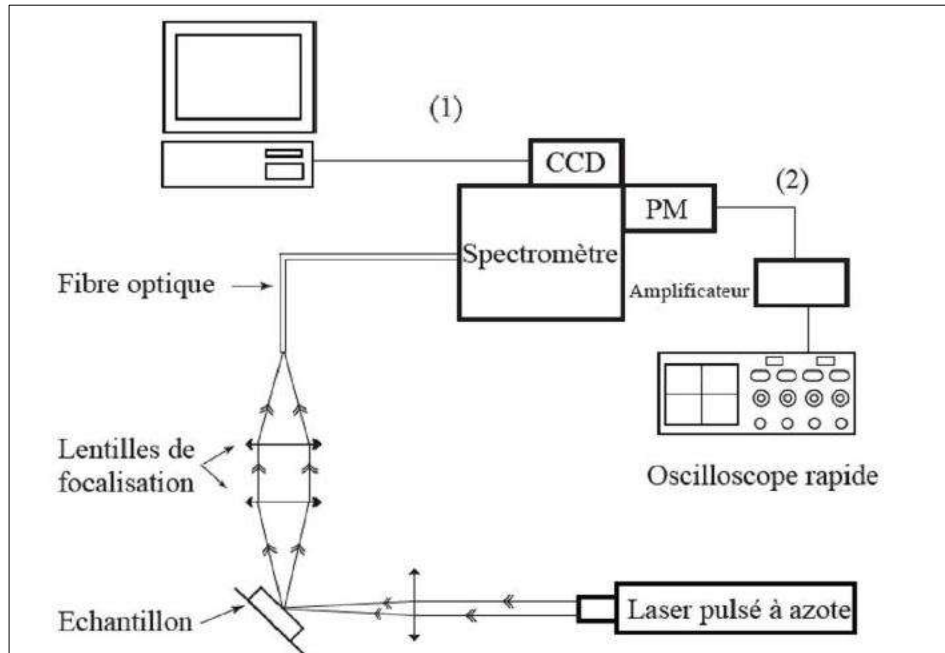 (1)
CCD
(2)
PM
Spectromètre
Fibre optique
Amplificateur
Lentilles de
focalisation
Oscilloscope rapide
Echantillon
Laser pulsé à azote